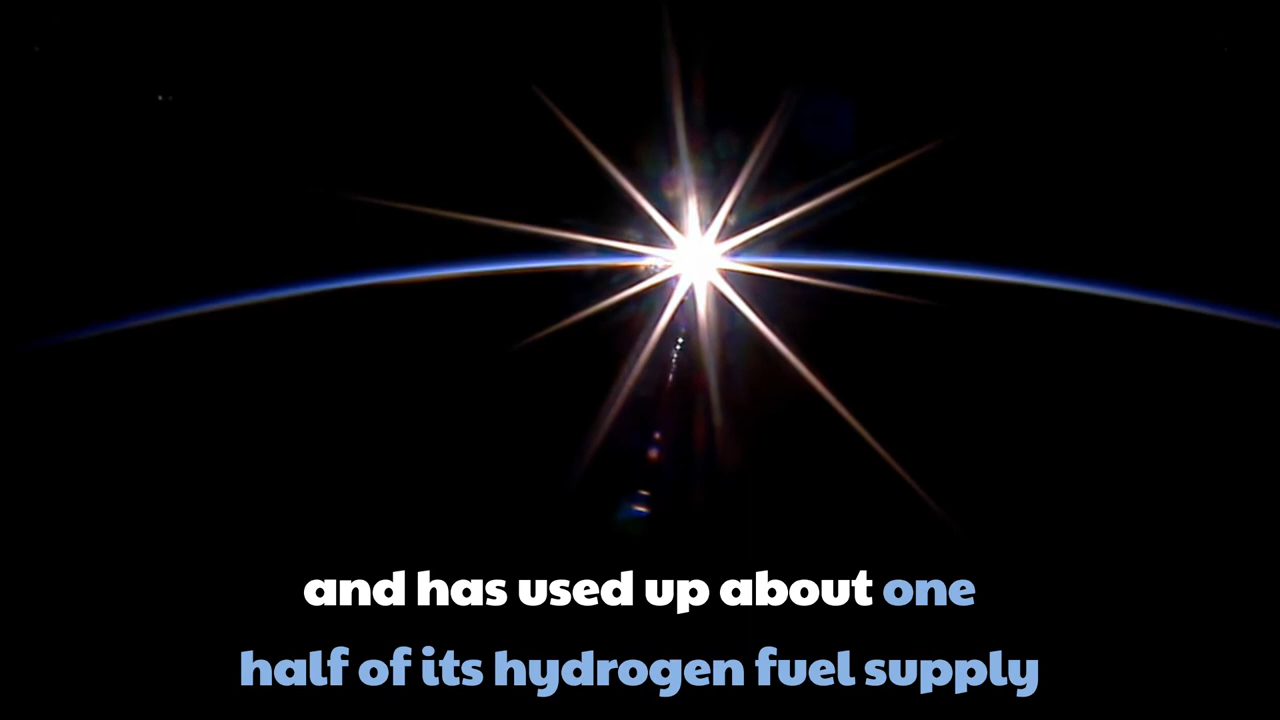 and has used up about one
half of its hydrogen fuel supply